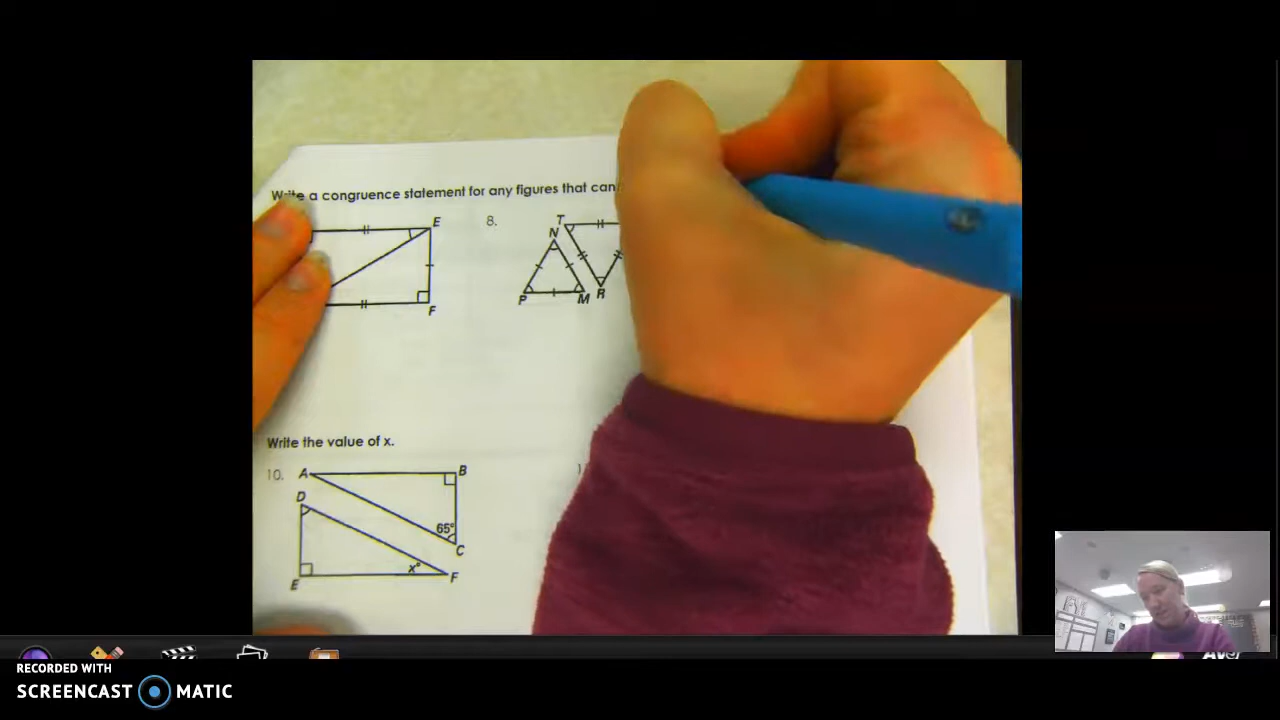 Write a congruence statement for any figures that can
E
8.
T
N
F
P
M
R
Write the value of x.
10.
A
B
D
65°
C
x°
E
F
RECORDED WITH
SCREENCAST MATIC